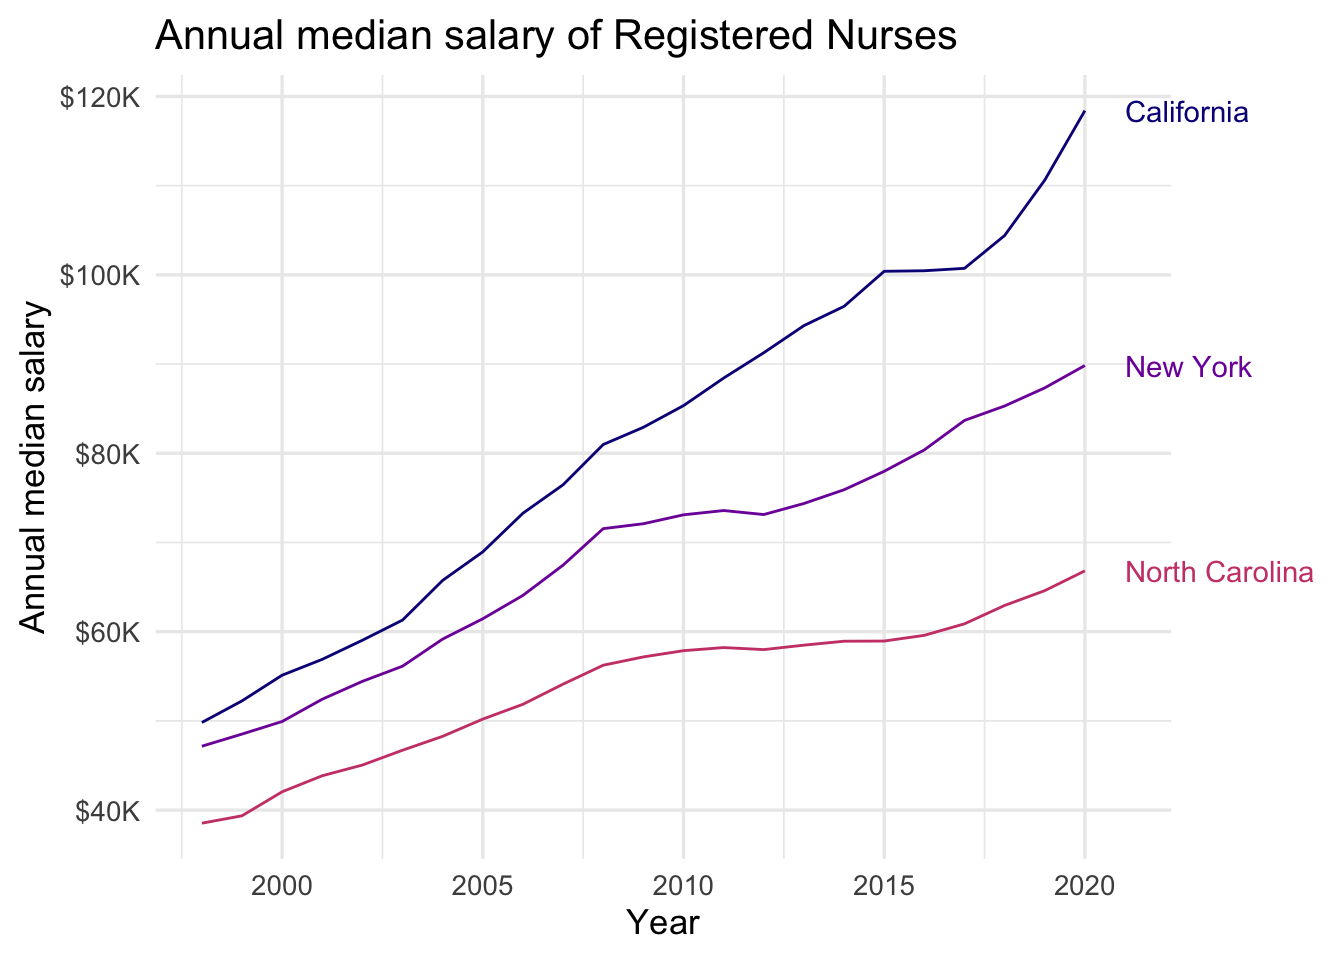 Annual median salary of Registered Nurses
$120K
$100K
$80K
$60K
$40K
Annual median salary
California
New York
North Carolina
2000 2005 2010 2015 2020
Year